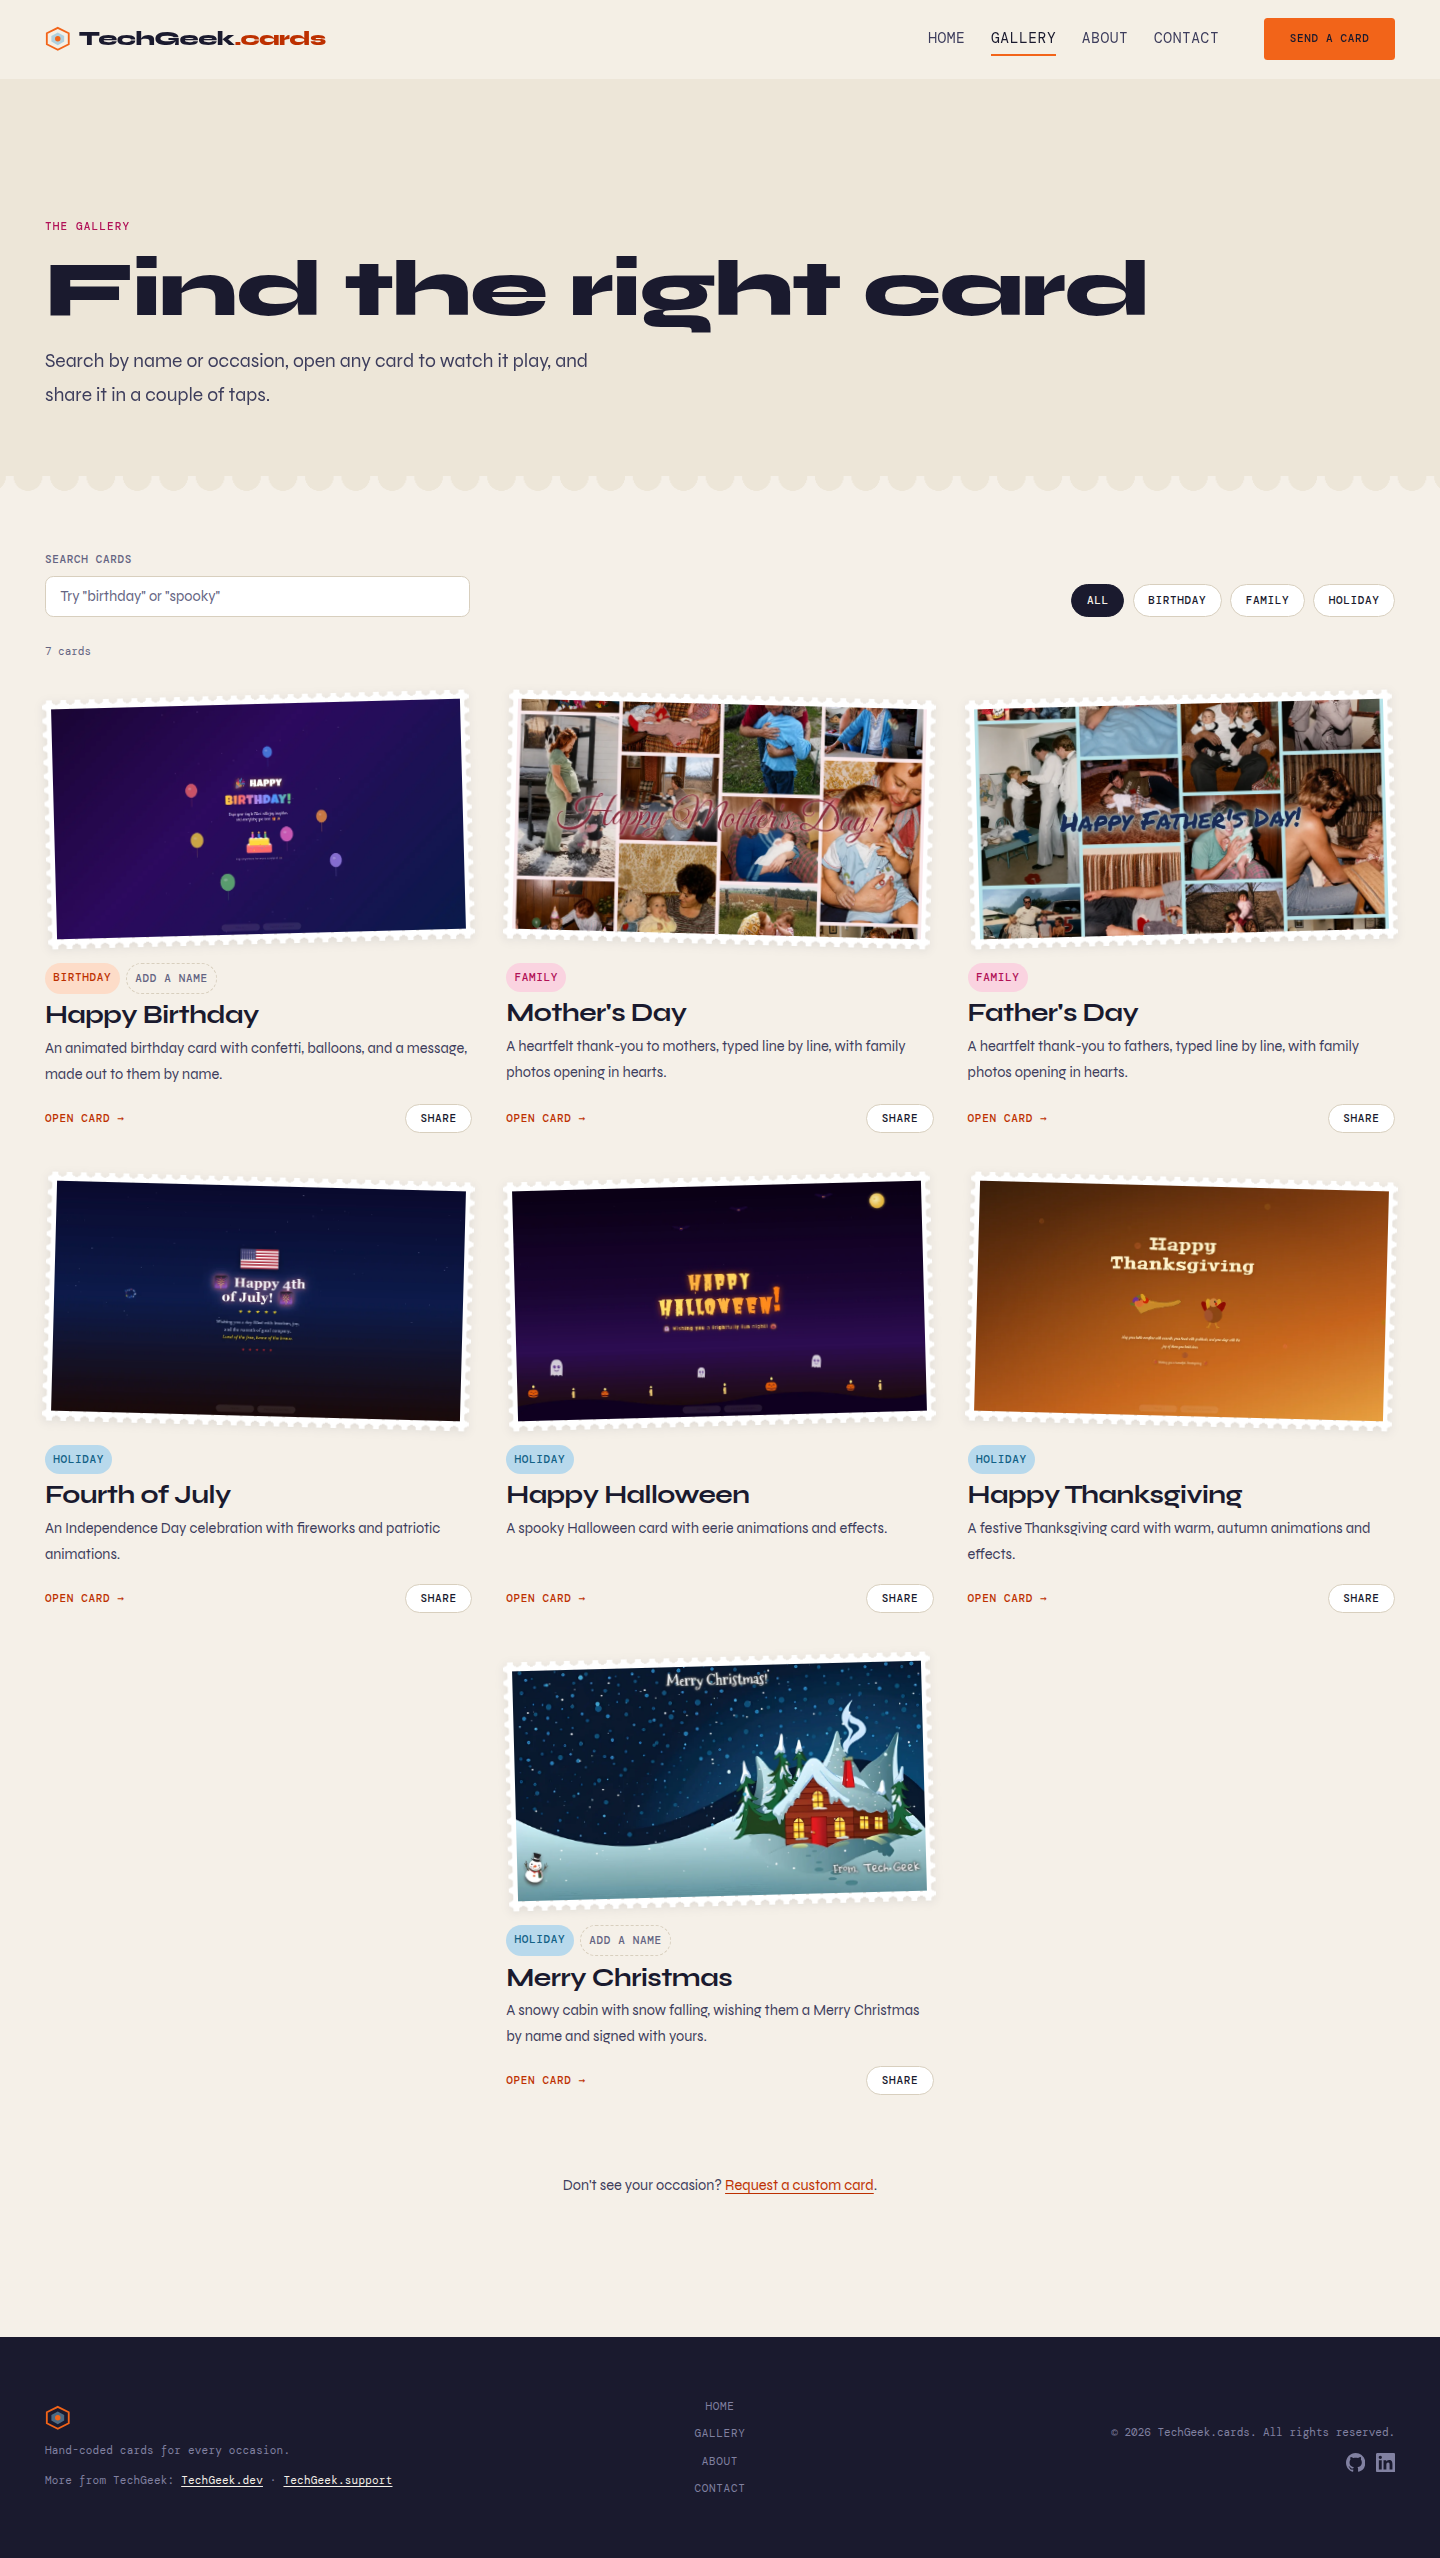 TechGeek.cards
HOME GALLERY ABOUT CONTACT SEND A CARD
THE GALLERY
Find the right card
Search by name or occasion, open any card to watch it play, and
share it in a couple of taps.
SEARCH CARDS
Try "birthday" or "spooky"
ALL BIRTHDAY FAMILY HOLIDAY
7 cards
HAPPY
BIRTHDAY!
Happy Mother's Day!
HAPPY FATHER'S DAY!
BIRTHDAY ADD A NAME
Happy Birthday
An animated birthday card with confetti, balloons, and a message,
made out to them by name.
OPEN CARD → SHARE
FAMILY
Mother's Day
A heartfelt thank-you to mothers, typed line by line, with family
photos opening in hearts.
OPEN CARD → SHARE
FAMILY
Father's Day
A heartfelt thank-you to fathers, typed line by line, with family
photos opening in hearts.
OPEN CARD → SHARE
Happy 4th
of July!
HAPPY
HALLOWEEN!
Happy
Thanksgiving
HOLIDAY
Fourth of July
An Independence Day celebration with fireworks and patriotic
animations.
OPEN CARD → SHARE
HOLIDAY
Happy Halloween
A spooky Halloween card with eerie animations and effects.
OPEN CARD → SHARE
HOLIDAY
Happy Thanksgiving
A festive Thanksgiving card with warm, autumn animations and
effects.
OPEN CARD → SHARE
Merry Christmas!
From TechGeek
HOLIDAY ADD A NAME
Merry Christmas
A snowy cabin with snow falling, wishing them a Merry Christmas
by name and signed with yours.
OPEN CARD → SHARE
Don't see your occasion? Request a custom card.
Hand-coded cards for every occasion.
More from TechGeek: TechGeek.dev · TechGeek.support
HOME
GALLERY
ABOUT
CONTACT
© 2026 TechGeek.cards. All rights reserved.